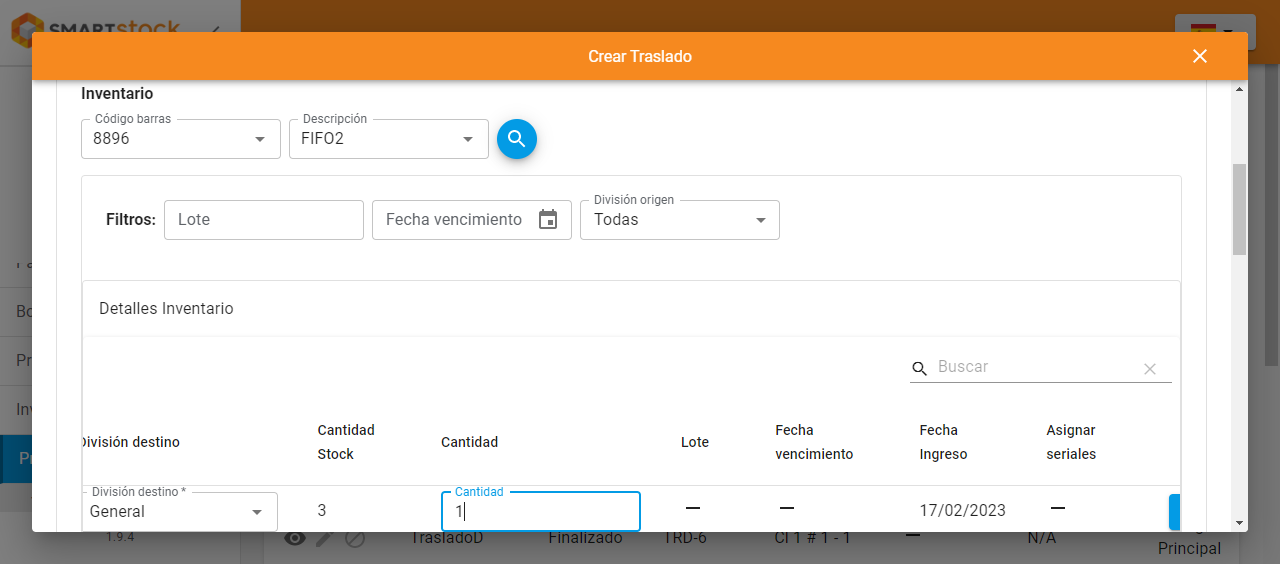 SMARTstock
Crear Traslado
Inventario
Código barras
8896
Descripción
FIFO2
Filtros:
Lote
Fecha vencimiento
División origen
Todas
Detalles Inventario
Buscar
División destino
Cantidad
Stock
Cantidad
Lote
Fecha
vencimiento
Fecha
Ingreso
Asignar
seriales
División destino *
General
3
Cantidad
1
—
—
17/02/2023
—
Bo
Pr
Inv
Pr
1.9.4
TrasladoD
Finalizado
TRD-6
Cl 1 # 1 - 1
—
N/A
Principal